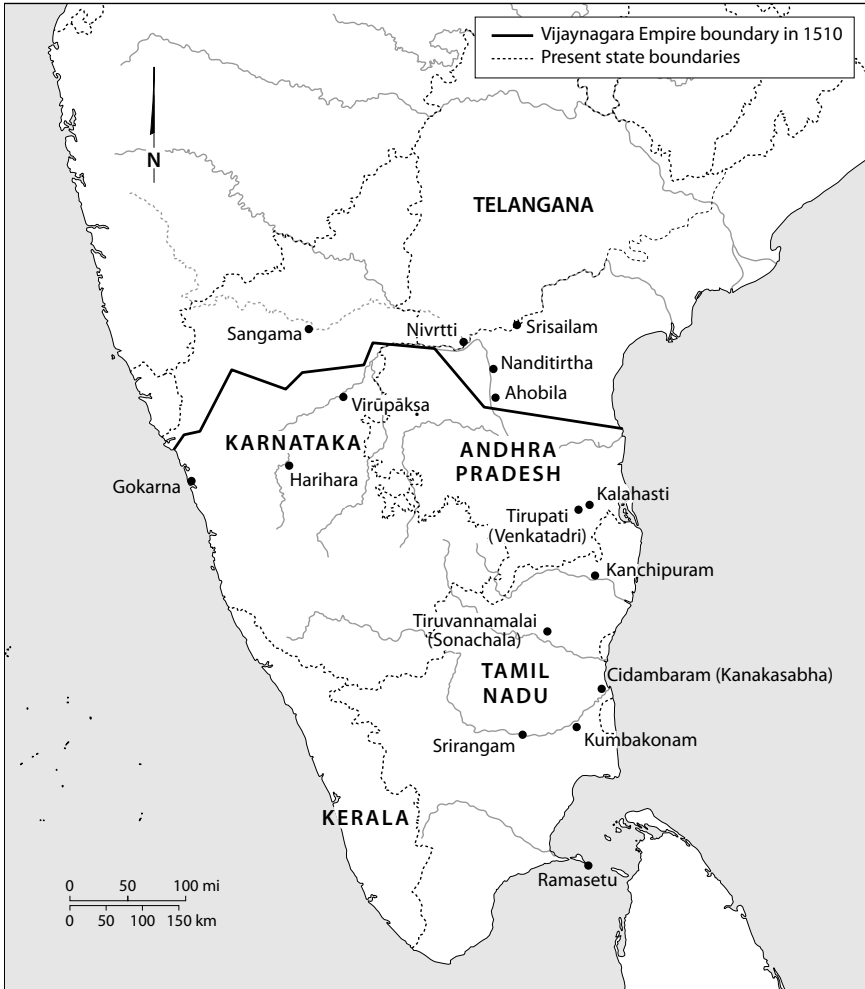 Vijaynagara Empire boundary in 1510
Present state boundaries
N
TELANGANA
Sangama
Nivrtti
Srisailam
Nanditirtha
Ahobila
Virūpākṣa
KARNATAKA
ANDHRA
PRADESH
Harihara
Gokarna
Kalahasti
Tirupati
(Venkatadri)
Kanchipuram
Tiruvannamalai
(Sonachala)
TAMIL
NADU
Cidambaram (Kanakasabha)
Srirangam
Kumbakonam
KERALA
Ramasetu
0 50 100 mi
0 50 100 150 km